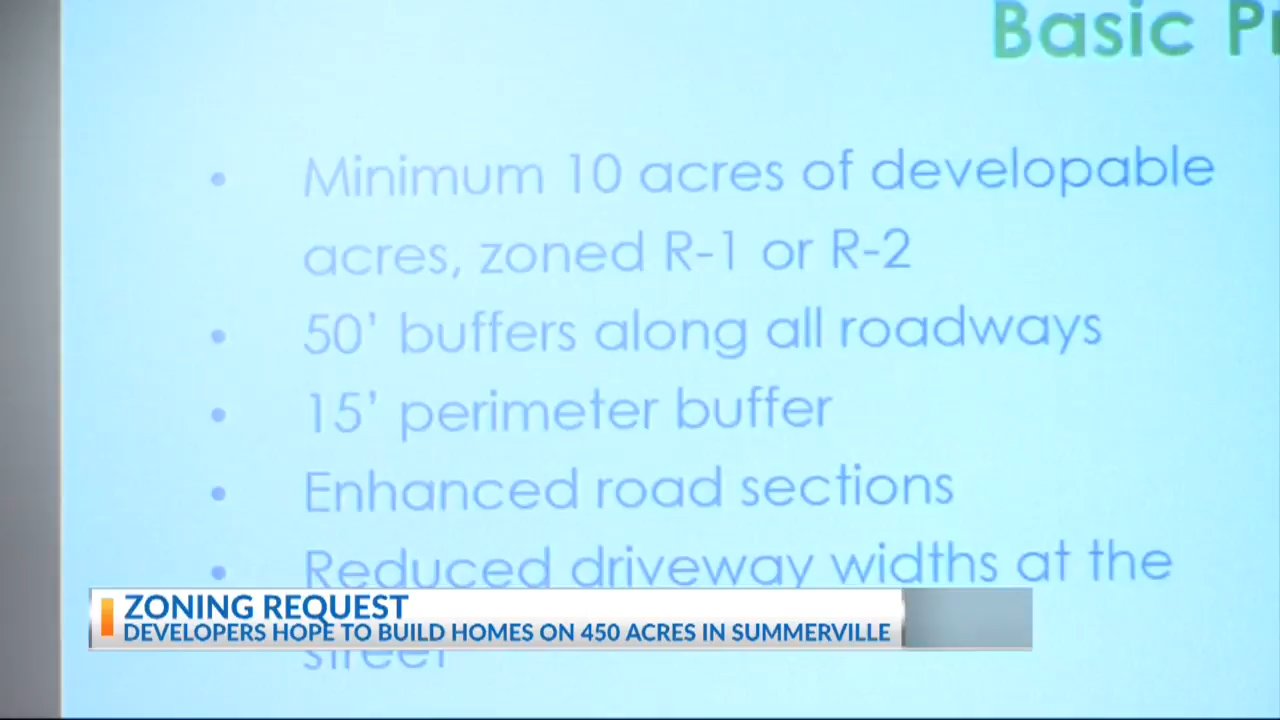 Basic Pr
• Minimum 10 acres of developable
acres, zoned R-1 or R-2
• 50’ buffers along all roadways
• 15’ perimeter buffer
• Enhanced road sections
• Reduced driveway widths at the
street
ZONING REQUEST
DEVELOPERS HOPE TO BUILD HOMES ON 450 ACRES IN SUMMERVILLE